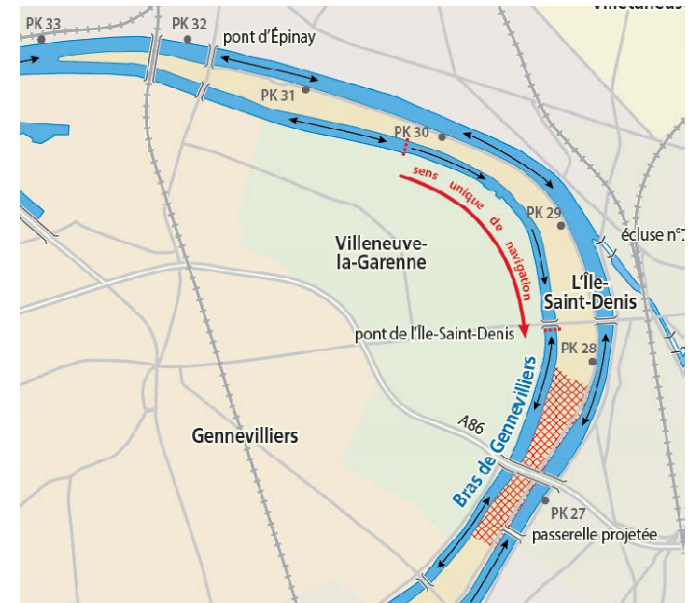 PK 33
PK 32
pont d'Épinay
PK 31
PK 30
sens unique de navigation
PK 29
écluse n°
Villeneuve-
la-Garenne
L'Île-
Saint-Denis
pont de l'Île-Saint-Denis
PK 28
Bras de Gennevilliers
A86
Gennevilliers
PK 27
passerelle projetée